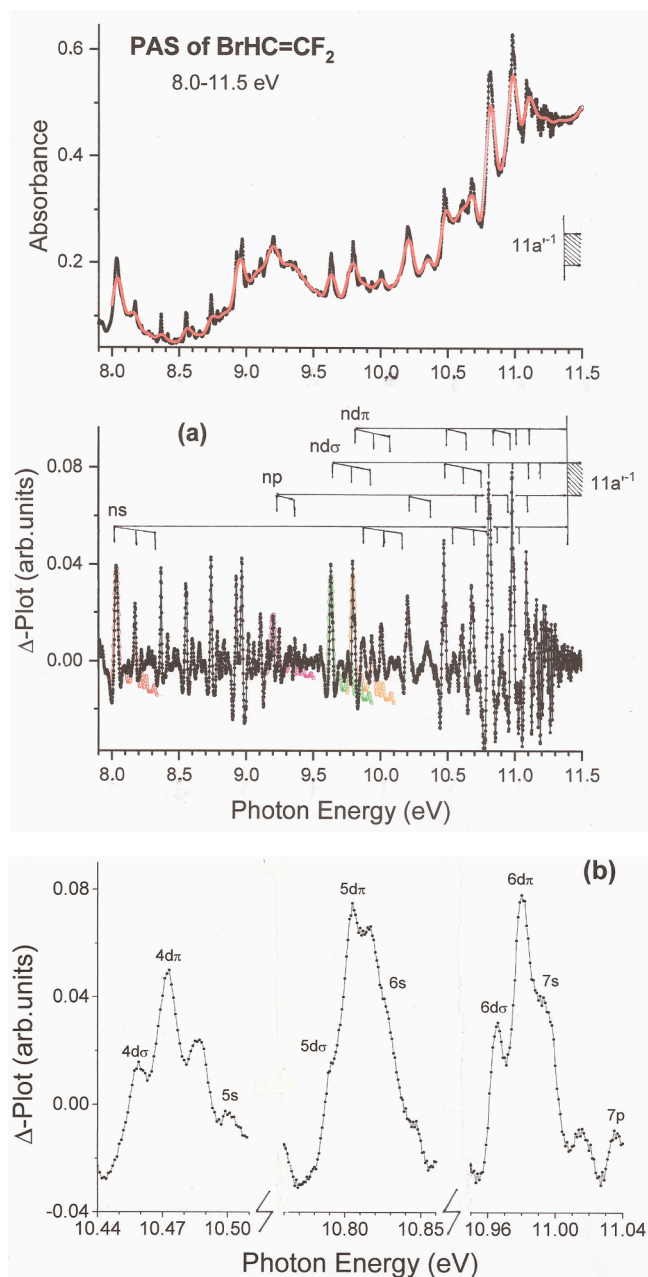 PAS of BrHC=CF2
8.0-11.5 eV
Absorbance
0.6
0.4
0.2
11a'⁻¹
8.0 8.5 9.0 9.5 10.0 10.5 11.0 11.5
(a)
ndπ
ndσ
np
ns
11a'⁻¹
Δ-Plot (arb.units)
0.08
0.04
0.00
8.0 8.5 9.0 9.5 10.0 10.5 11.0 11.5
Photon Energy (eV)
(b)
Δ-Plot (arb.units)
0.08
0.04
0.00
-0.04
4dσ
4dπ
5s
5dσ
5dπ
6s
6dσ
6dπ
7s
7p
10.44 10.47 10.50 10.80 10.85 10.96 11.00 11.04
Photon Energy (eV)